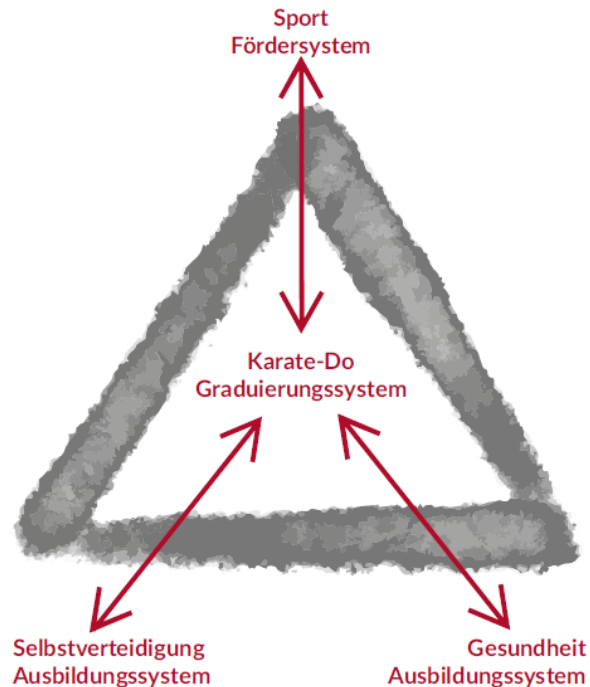 Sport
Fördersystem
Karate-Do
Graduierungssystem
Selbstverteidigung
Ausbildungssystem
Gesundheit
Ausbildungssystem